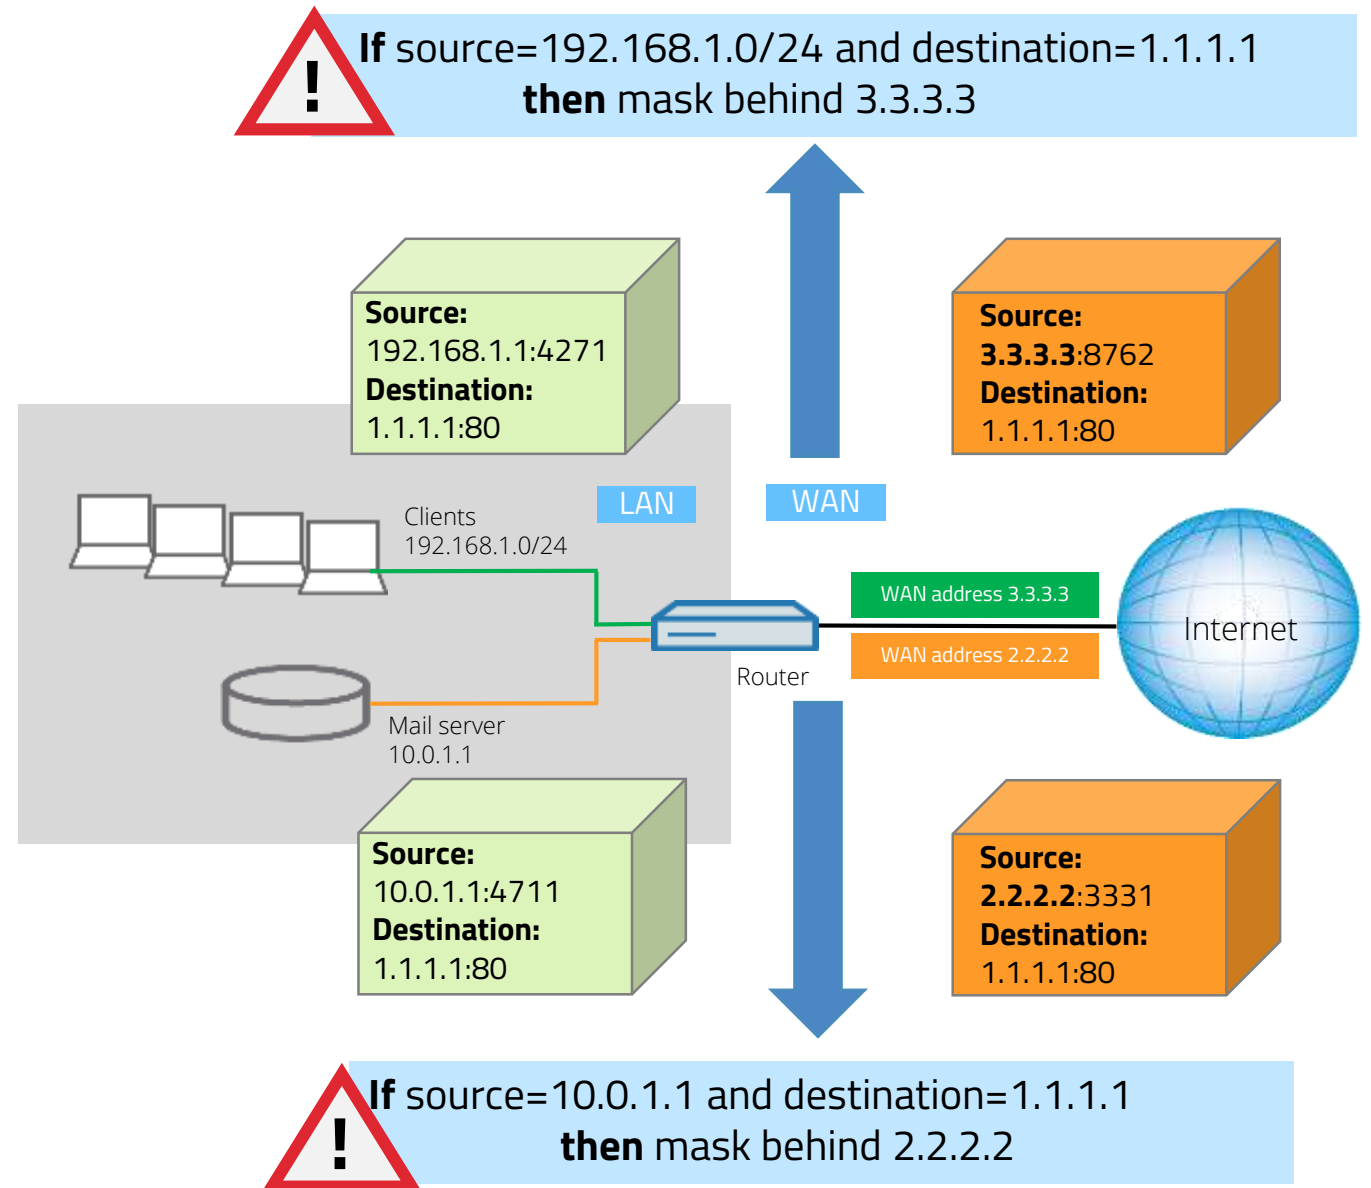 If source=192.168.1.0/24 and destination=1.1.1.1
then mask behind 3.3.3.3
!
Source:
192.168.1.1:4271
Destination:
1.1.1.1:80
Source:
3.3.3.3:8762
Destination:
1.1.1.1:80
LAN
WAN
Clients
192.168.1.0/24
WAN address 3.3.3.3
Internet
WAN address 2.2.2.2
Router
Mail server
10.0.1.1
Source:
10.0.1.1:4711
Destination:
1.1.1.1:80
Source:
2.2.2.2:3331
Destination:
1.1.1.1:80
If source=10.0.1.1 and destination=1.1.1.1
then mask behind 2.2.2.2
!